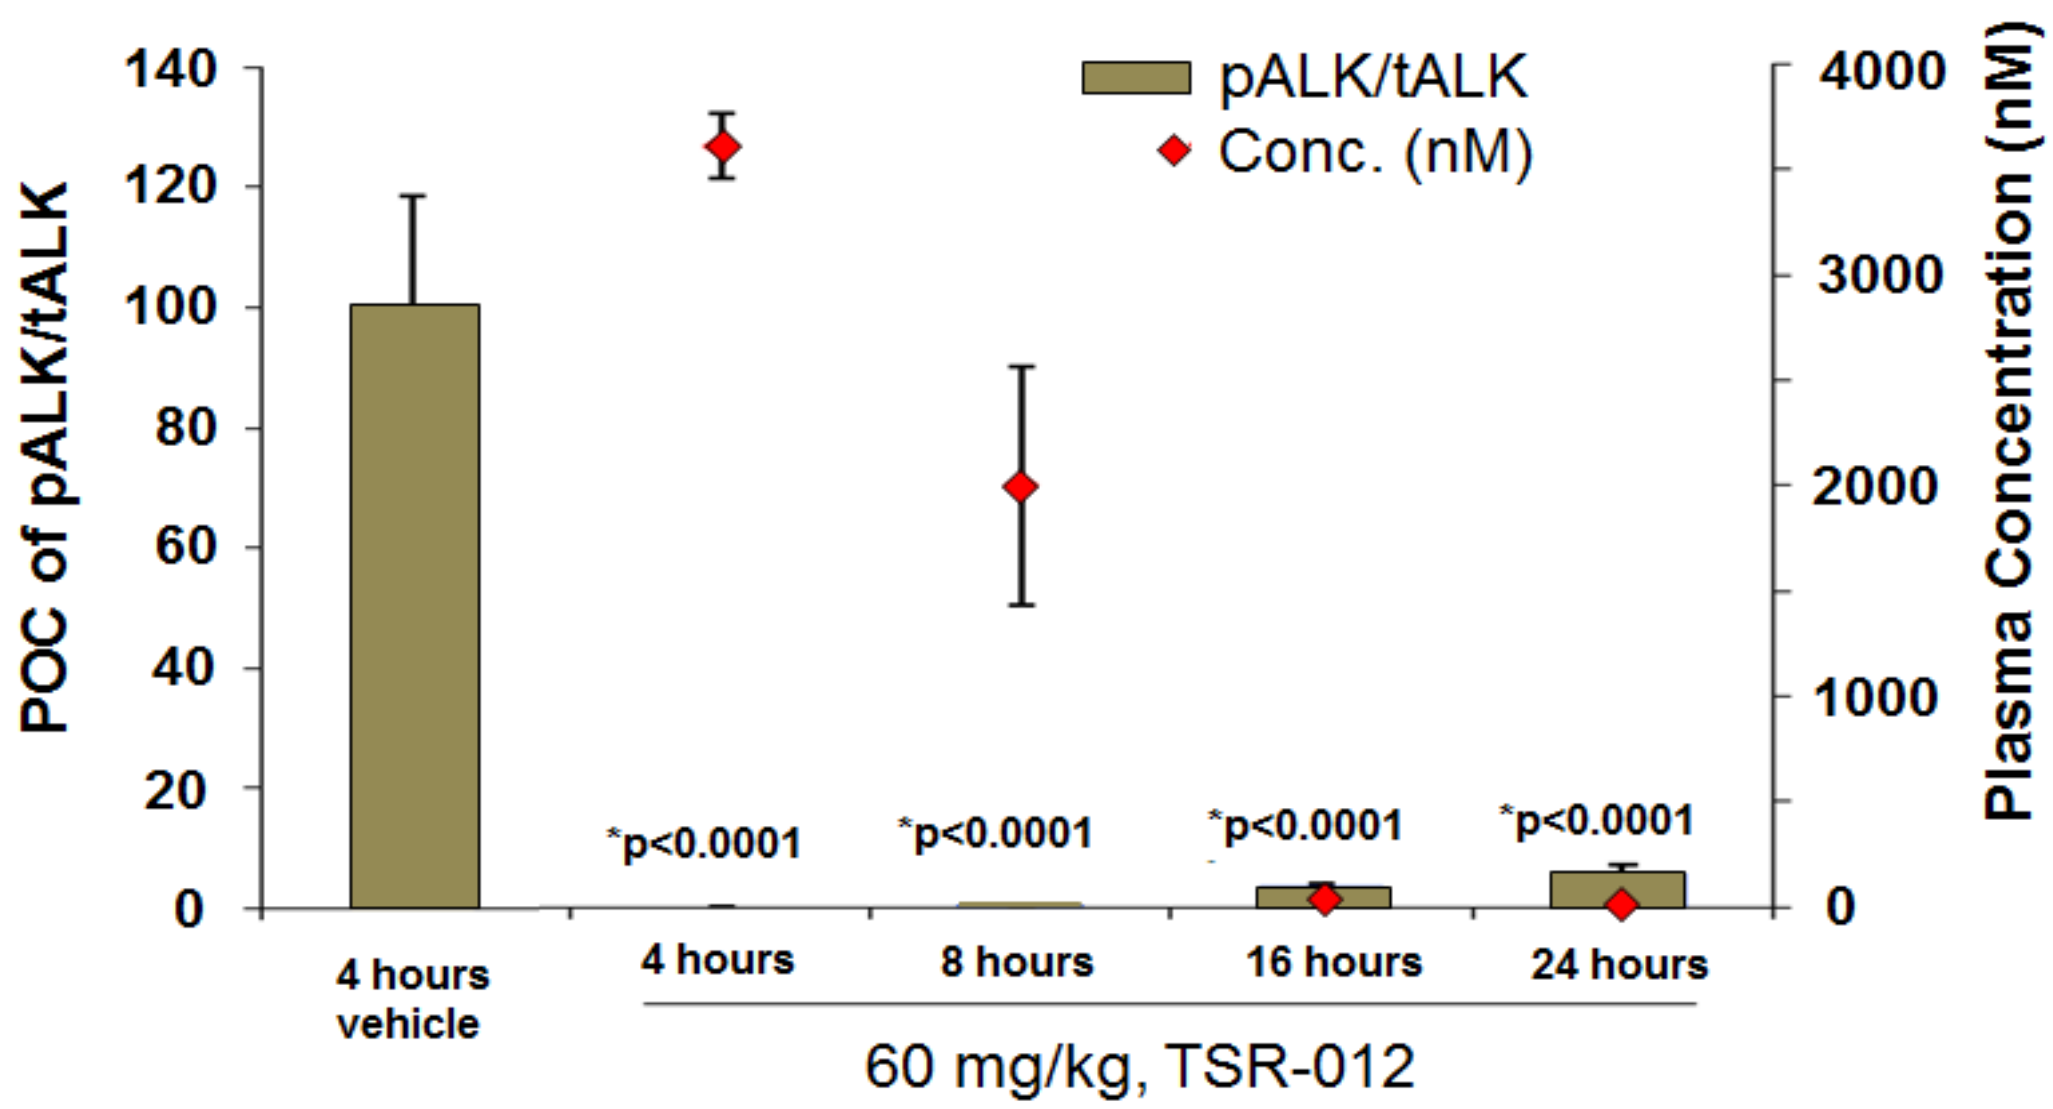 POC of pALK/tALK
140
120
100
80
60
40
20
0
pALK/tALK
Conc. (nM)
*p<0.0001
*p<0.0001
*p<0.0001
*p<0.0001
4000
3000
2000
1000
0
Plasma Concentration (nM)
4 hours
vehicle
4 hours
8 hours
16 hours
24 hours
60 mg/kg, TSR-012